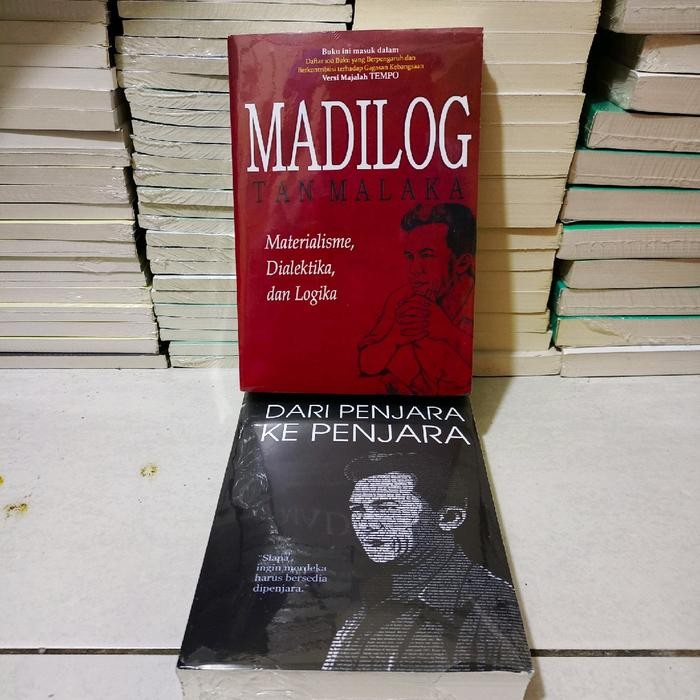 Buku ini masuk dalam
Daftar 100 Buku yang Berpengaruh dan
Berkontribusi terhadap Gagasan Kebangsaan
Versi Majalah TEMPO
MADILOG
TAN MALAKA
Materialisme,
Dialektika,
dan Logika
DARI PENJARA
KE PENJARA
"Siapa
ingin merdeka
harus bersedia
dipenjara."